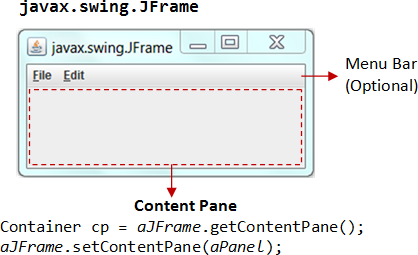 javax.swing.JFrame
javax.swing.JFrame
File Edit
Menu Bar
(Optional)
Content Pane
Container cp = aJFrame.getContentPane();
aJFrame.setContentPane(aPanel);